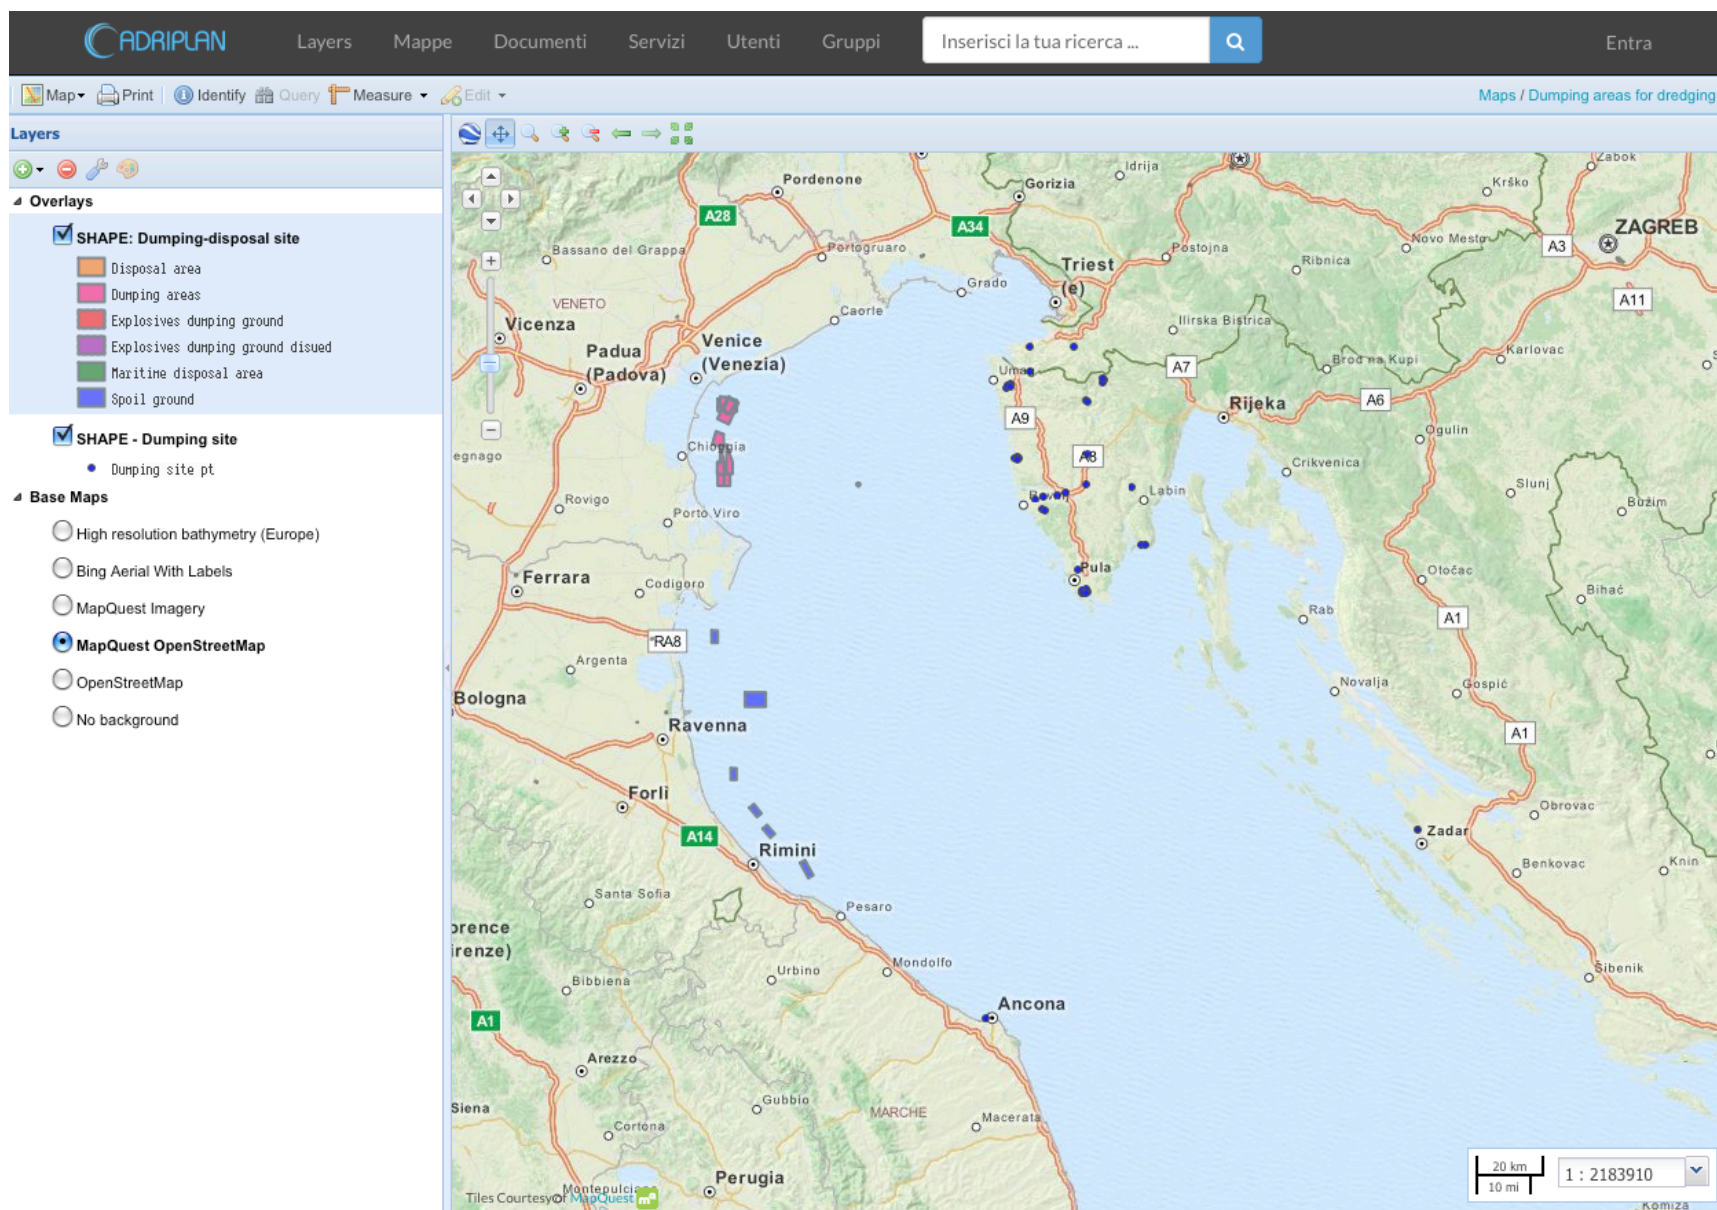 ADRIPLAN Layers Mappe Documenti Servizi Utenti Gruppi Inserisci la tua ricerca ... Entra
Map Print Identify Query Measure Edit Maps / Dumping areas for dredging
Layers
Overlays
SHAPE: Dumping-disposal site
Disposal area
Dumping areas
Explosives dumping ground
Explosives dumping ground disued
Maritime disposal area
Spoil ground
SHAPE - Dumping site
Dumping site pt
Base Maps
High resolution bathymetry (Europe)
Bing Aerial With Labels
MapQuest Imagery
MapQuest OpenStreetMap
OpenStreetMap
No background
Zabok
Idrija
Pordenone
Gorizia
Krško
A28
A34
ZAGREB
Bassano del Grappa
Portogruaro
Postojna
Novo Mesto
A3
Ribnica
Triest
(e)
Grado
VENETO
Caorle
A11
Vicenza
Ilirska Bistrica
Venice
(Venezia)
Padua
(Padova)
Karlovac
Brod na Kupi
A7
Umag
Rijeka
A6
A9
Ogulin
Chioggia
egnago
A8
Crikvenica
Slunj
Labin
Rovinj
Rovigo
Bužim
Porto Viro
Pula
Otočac
Ferrara
Codigoro
Bihać
Rab
A1
RA8
Argenta
Novalja
Gospić
Bologna
Ravenna
A1
Forlì
Obrovac
A14
Zadar
Rimini
Benkovac
Knin
Santa Sofia
Pesaro
orence
irenze)
Urbino
Mondolfo
Šibenik
Bibbiena
Ancona
A1
Arezzo
Gubbio
Siena
MARCHE
Macerata
Cortona
Perugia
Montepulciano
Tiles Courtesy of MapQuest
20 km
10 mi
1 : 2183910
Komiža